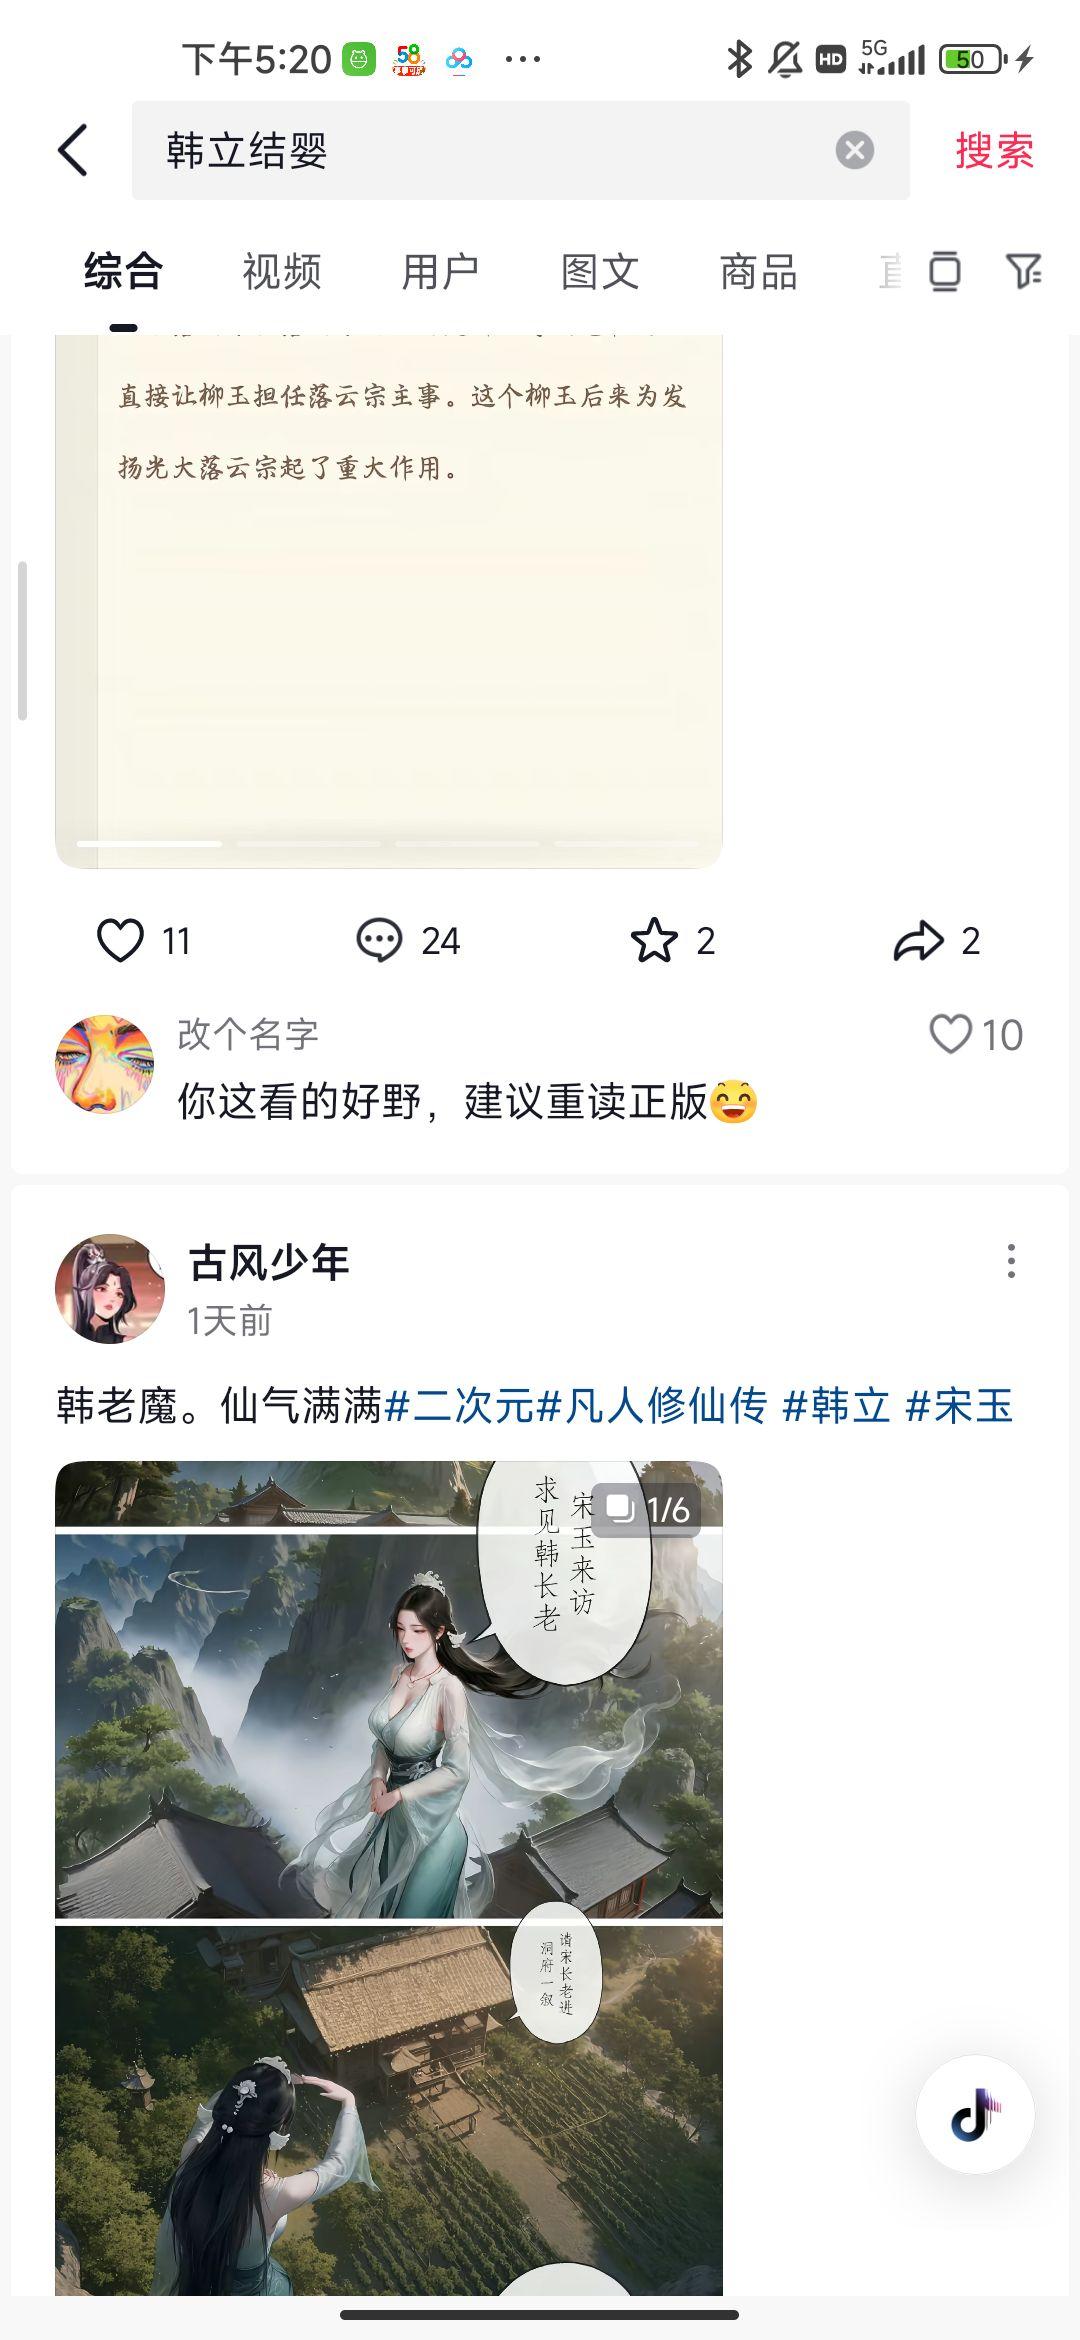 下午5:20
58
HD
5G
50
韩立结婴
搜索
综合
视频
用户
图文
商品
直接让柳玉担任落云宗主事。这个柳玉后来为发
扬光大落云宗起了重大作用。
11
24
2
2
改个名字
10
你这看的好野，建议重读正版
古风少年
1天前
韩老魔。仙气满满#二次元#凡人修仙传 #韩立 #宋玉
1/6
宋玉来访
求见韩长老
请宋长老进
洞府一叙